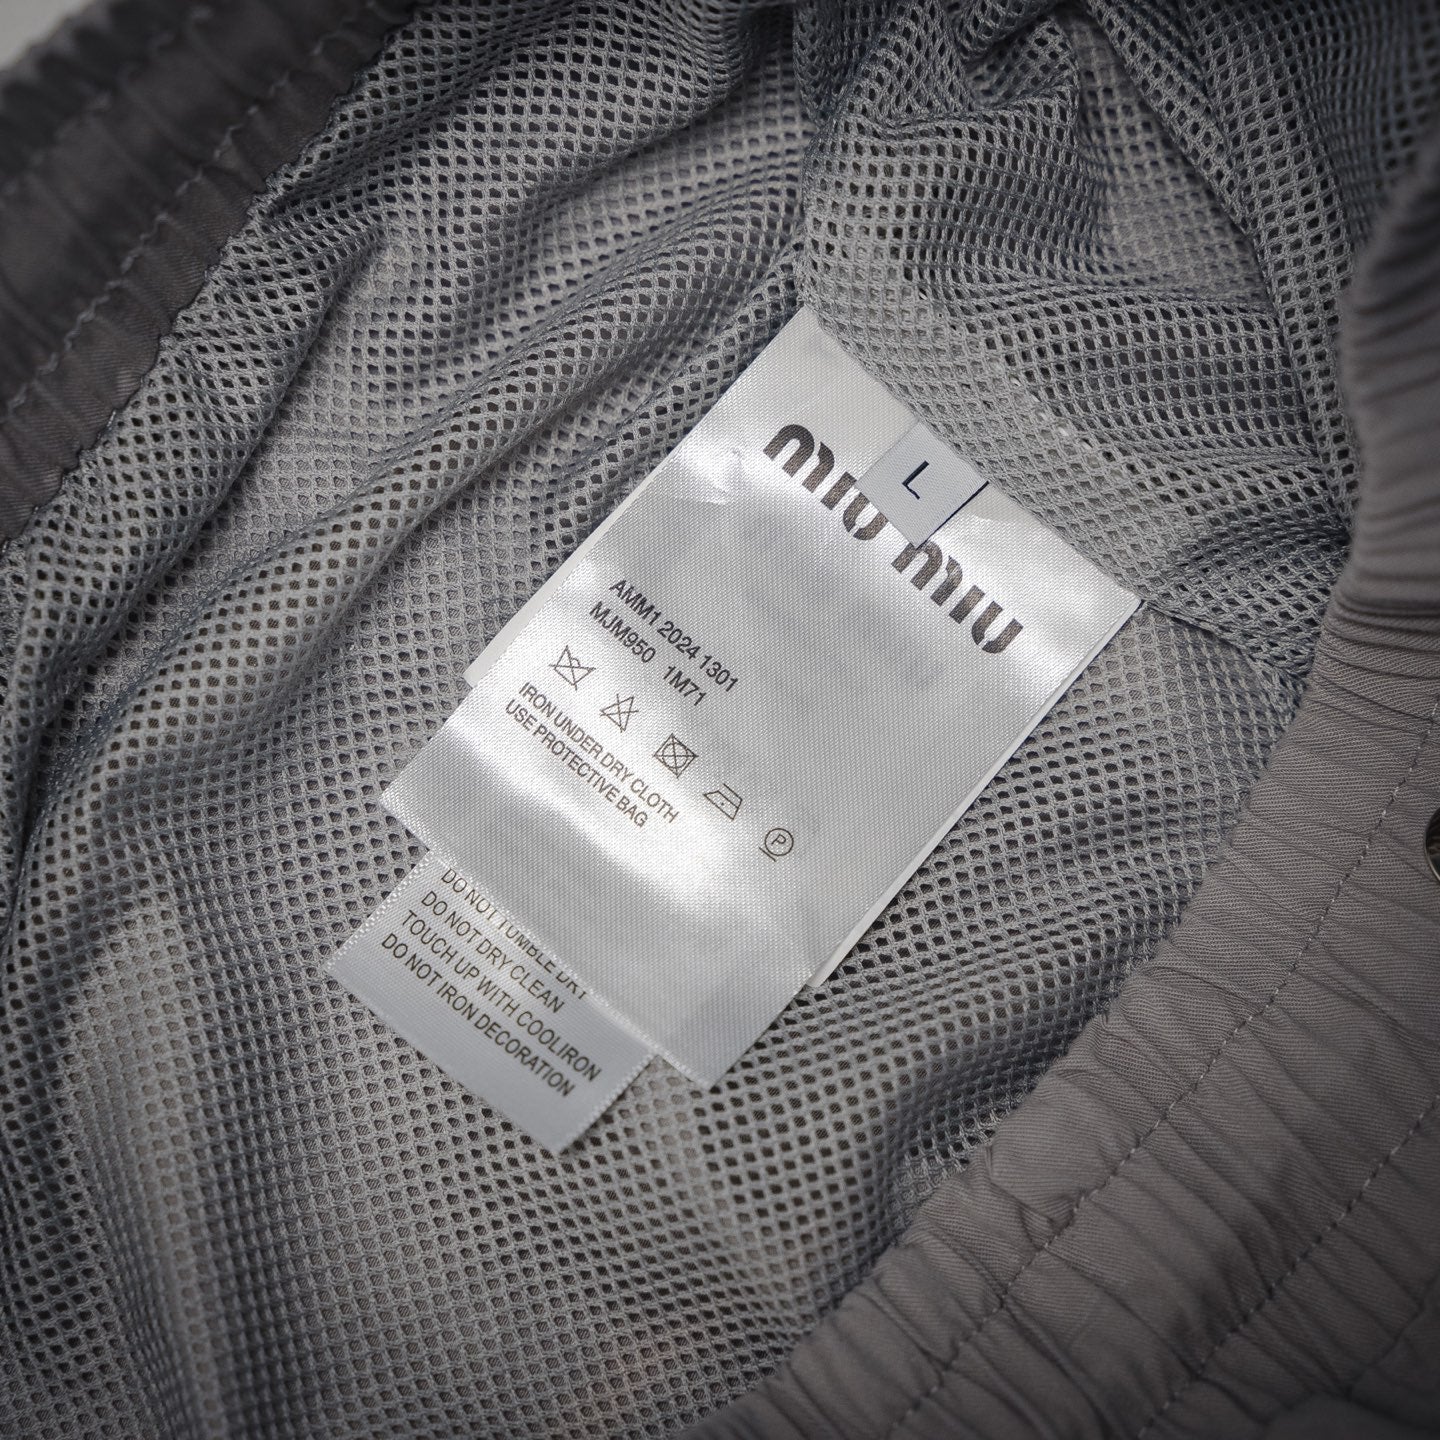 miu miu
L
AMM1 2024 1301
MJM950 1M71
P
IRON UNDER DRY CLOTH
USE PROTECTIVE BAG
DO NOT TUMBLE DRY
DO NOT DRY CLEAN
TOUCH UP WITH COOLIRON
DO NOT IRON DECORATION